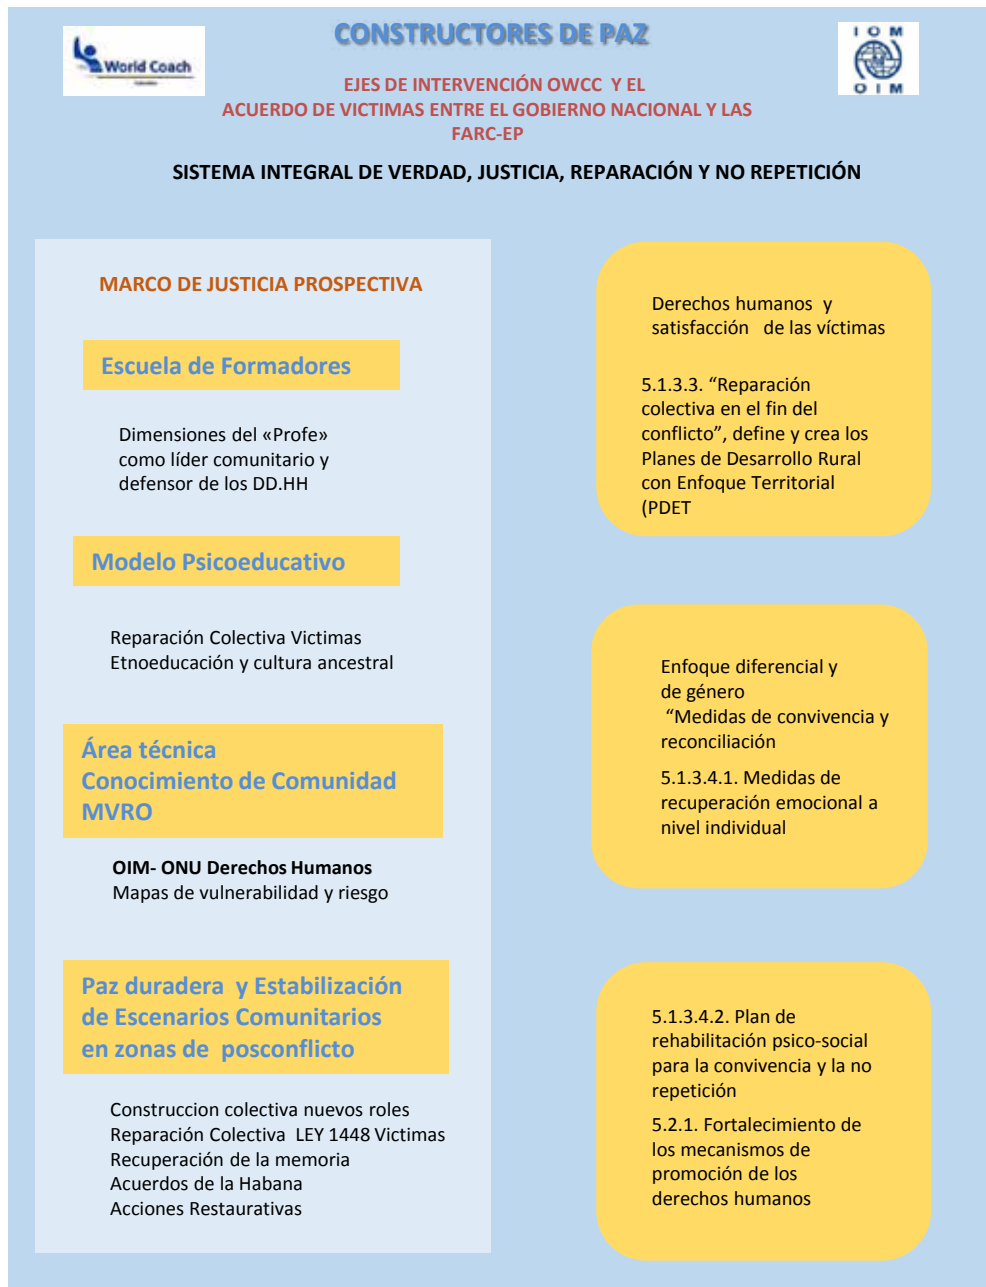 CONSTRUCTORES DE PAZ
World Coach
I O M
O I M
EJES DE INTERVENCIÓN OWCC Y EL
ACUERDO DE VICTIMAS ENTRE EL GOBIERNO NACIONAL Y LAS
FARC-EP
SISTEMA INTEGRAL DE VERDAD, JUSTICIA, REPARACIÓN Y NO REPETICIÓN
MARCO DE JUSTICIA PROSPECTIVA
Escuela de Formadores
Dimensiones del «Profe»
como líder comunitario y
defensor de los DD.HH
Modelo Psicoeducativo
Reparación Colectiva Victimas
Etnoeducación y cultura ancestral
Área técnica
Conocimiento de Comunidad
MVRO
OIM- ONU Derechos Humanos
Mapas de vulnerabilidad y riesgo
Paz duradera y Estabilización
de Escenarios Comunitarios
en zonas de posconflicto
Construccion colectiva nuevos roles
Reparación Colectiva LEY 1448 Victimas
Recuperación de la memoria
Acuerdos de la Habana
Acciones Restaurativas
Derechos humanos y
satisfacción de las víctimas
5.1.3.3. “Reparación
colectiva en el fin del
conflicto”, define y crea los
Planes de Desarrollo Rural
con Enfoque Territorial
(PDET
Enfoque diferencial y
de género
“Medidas de convivencia y
reconciliación
5.1.3.4.1. Medidas de
recuperación emocional a
nivel individual
5.1.3.4.2. Plan de
rehabilitación psico-social
para la convivencia y la no
repetición
5.2.1. Fortalecimiento de
los mecanismos de
promoción de los
derechos humanos